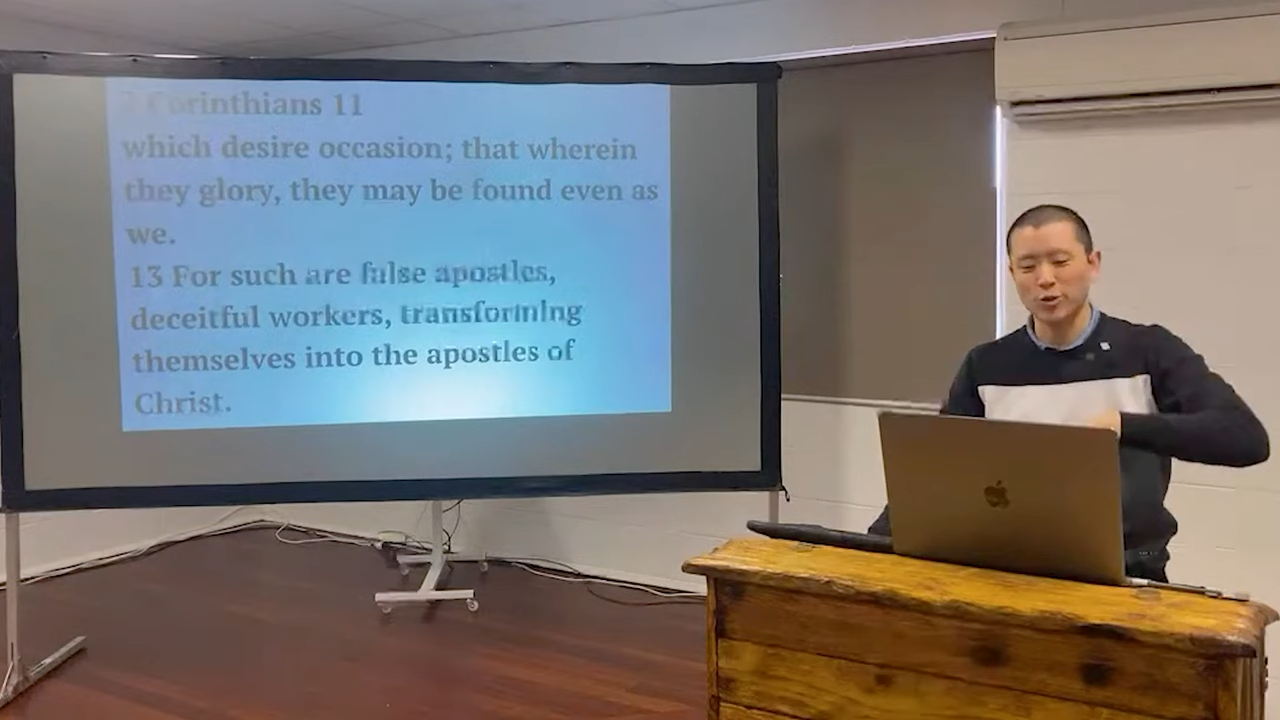 2 Corinthians 11
which desire occasion; that wherein
they glory, they may be found even as
we.
13 For such are false apostles,
deceitful workers, transforming
themselves into the apostles of
Christ.